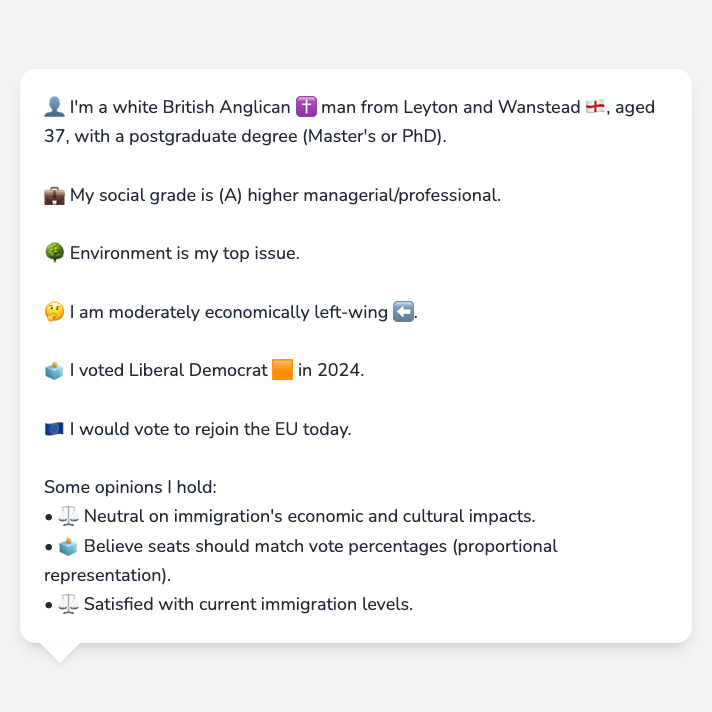 👤 I'm a white British Anglican ✝️ man from Leyton and Wanstead 🏴󠁧󠁢󠁥󠁮󠁧󠁿, aged
37, with a postgraduate degree (Master's or PhD).
💼 My social grade is (A) higher managerial/professional.
🌳 Environment is my top issue.
🤔 I am moderately economically left-wing ⬅️.
🗳️ I voted Liberal Democrat 🟧 in 2024.
🇪🇺 I would vote to rejoin the EU today.
Some opinions I hold:
• ⚖️ Neutral on immigration's economic and cultural impacts.
• 🗳️ Believe seats should match vote percentages (proportional
representation).
• ⚖️ Satisfied with current immigration levels.